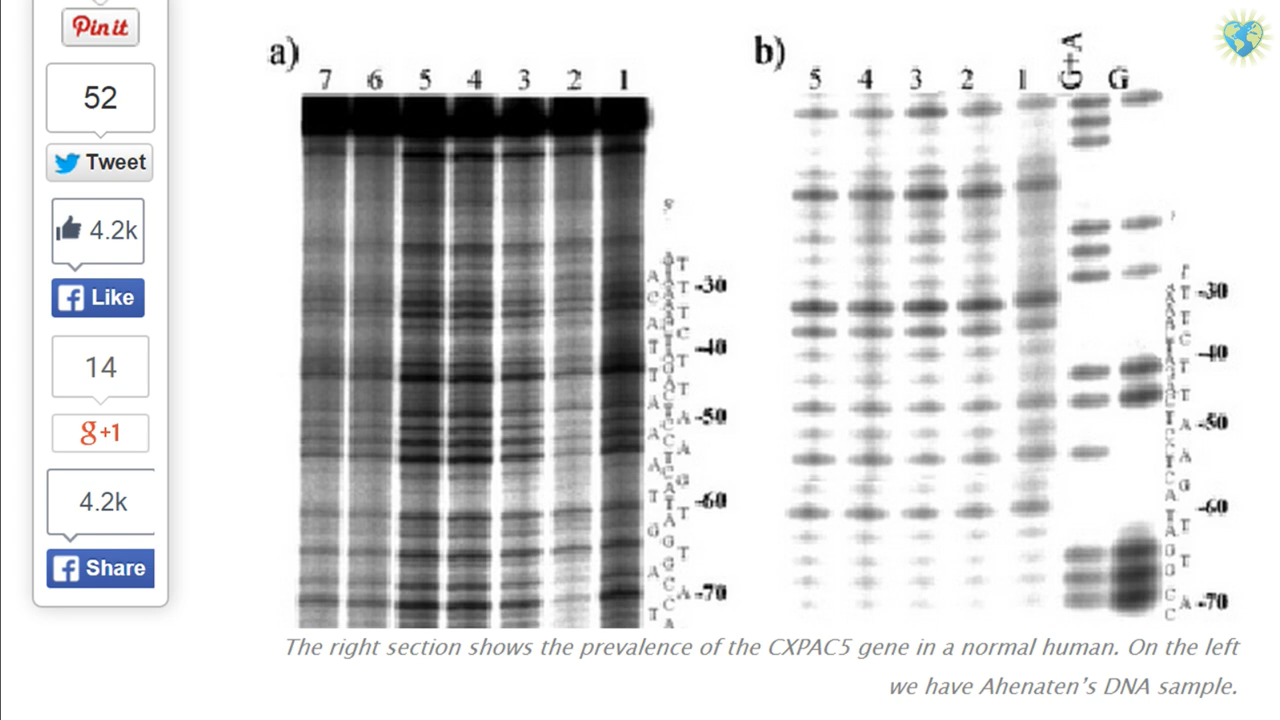 Pin it
52
Tweet
4.2k
Like
14
g+1
4.2k
Share
a)
7 6 5 4 3 2 1
-30
-40
-50
-60
-70
b)
5 4 3 2 1 G+A G
-30
-40
-50
-60
-70
The right section shows the prevalence of the CXPAC5 gene in a normal human. On the left
we have Ahenaten's DNA sample.